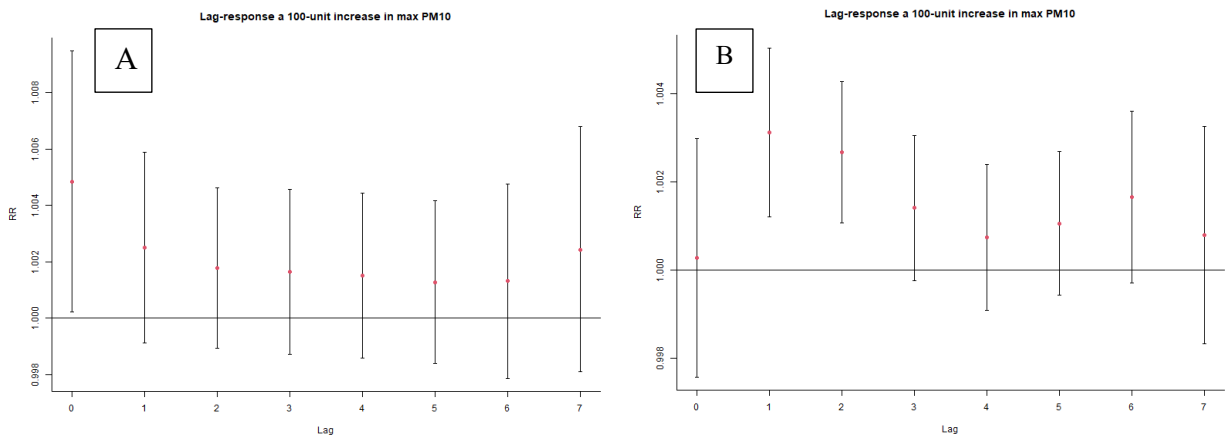 Lag-response a 100-unit increase in max PM10
A
RR
1.008
1.006
1.004
1.002
1.000
0.998
0 1 2 3 4 5 6 7
Lag
Lag-response a 100-unit increase in max PM10
B
RR
1.004
1.002
1.000
0.998
0 1 2 3 4 5 6 7
Lag